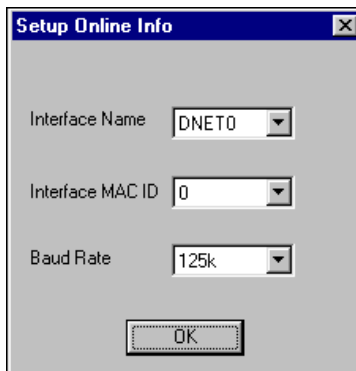 Setup Online Info
Interface Name DNET0
Interface MAC ID 0
Baud Rate 125k
OK